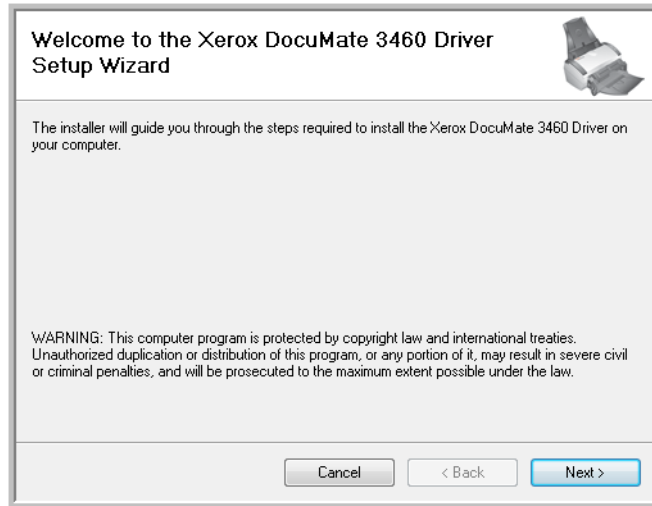 Welcome to the Xerox DocuMate 3460 Driver
Setup Wizard
The installer will guide you through the steps required to install the Xerox DocuMate 3460 Driver on
your computer.
WARNING: This computer program is protected by copyright law and international treaties.
Unauthorized duplication or distribution of this program, or any portion of it, may result in severe civil
or criminal penalties, and will be prosecuted to the maximum extent possible under the law.
Cancel
< Back
Next >